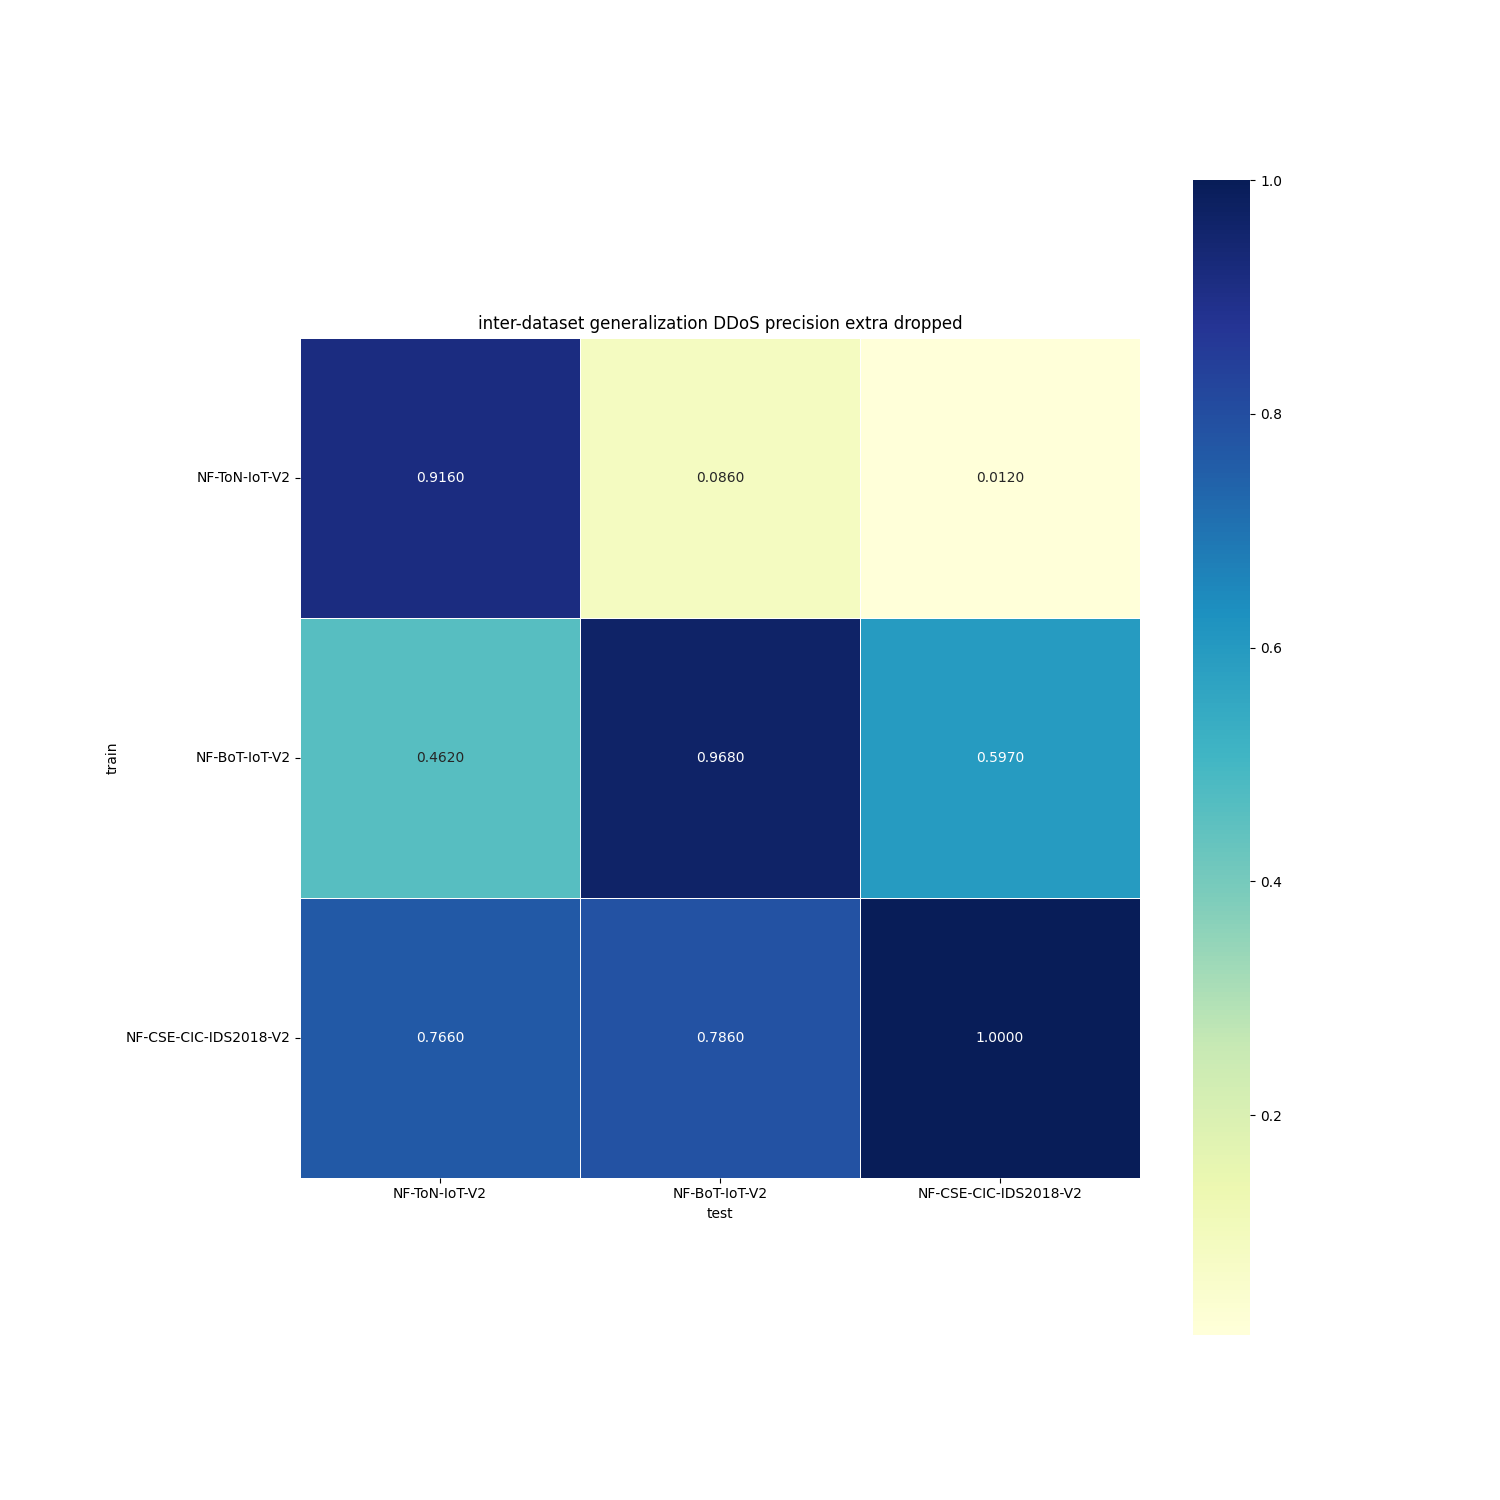 inter-dataset generalization DDoS precision extra dropped
train
NF-ToN-IoT-V2
0.9160 0.0860 0.0120
NF-BoT-IoT-V2
0.4620 0.9680 0.5970
NF-CSE-CIC-IDS2018-V2
0.7660 0.7860 1.0000
NF-ToN-IoT-V2 NF-BoT-IoT-V2 NF-CSE-CIC-IDS2018-V2
test
1.0
0.8
0.6
0.4
0.2